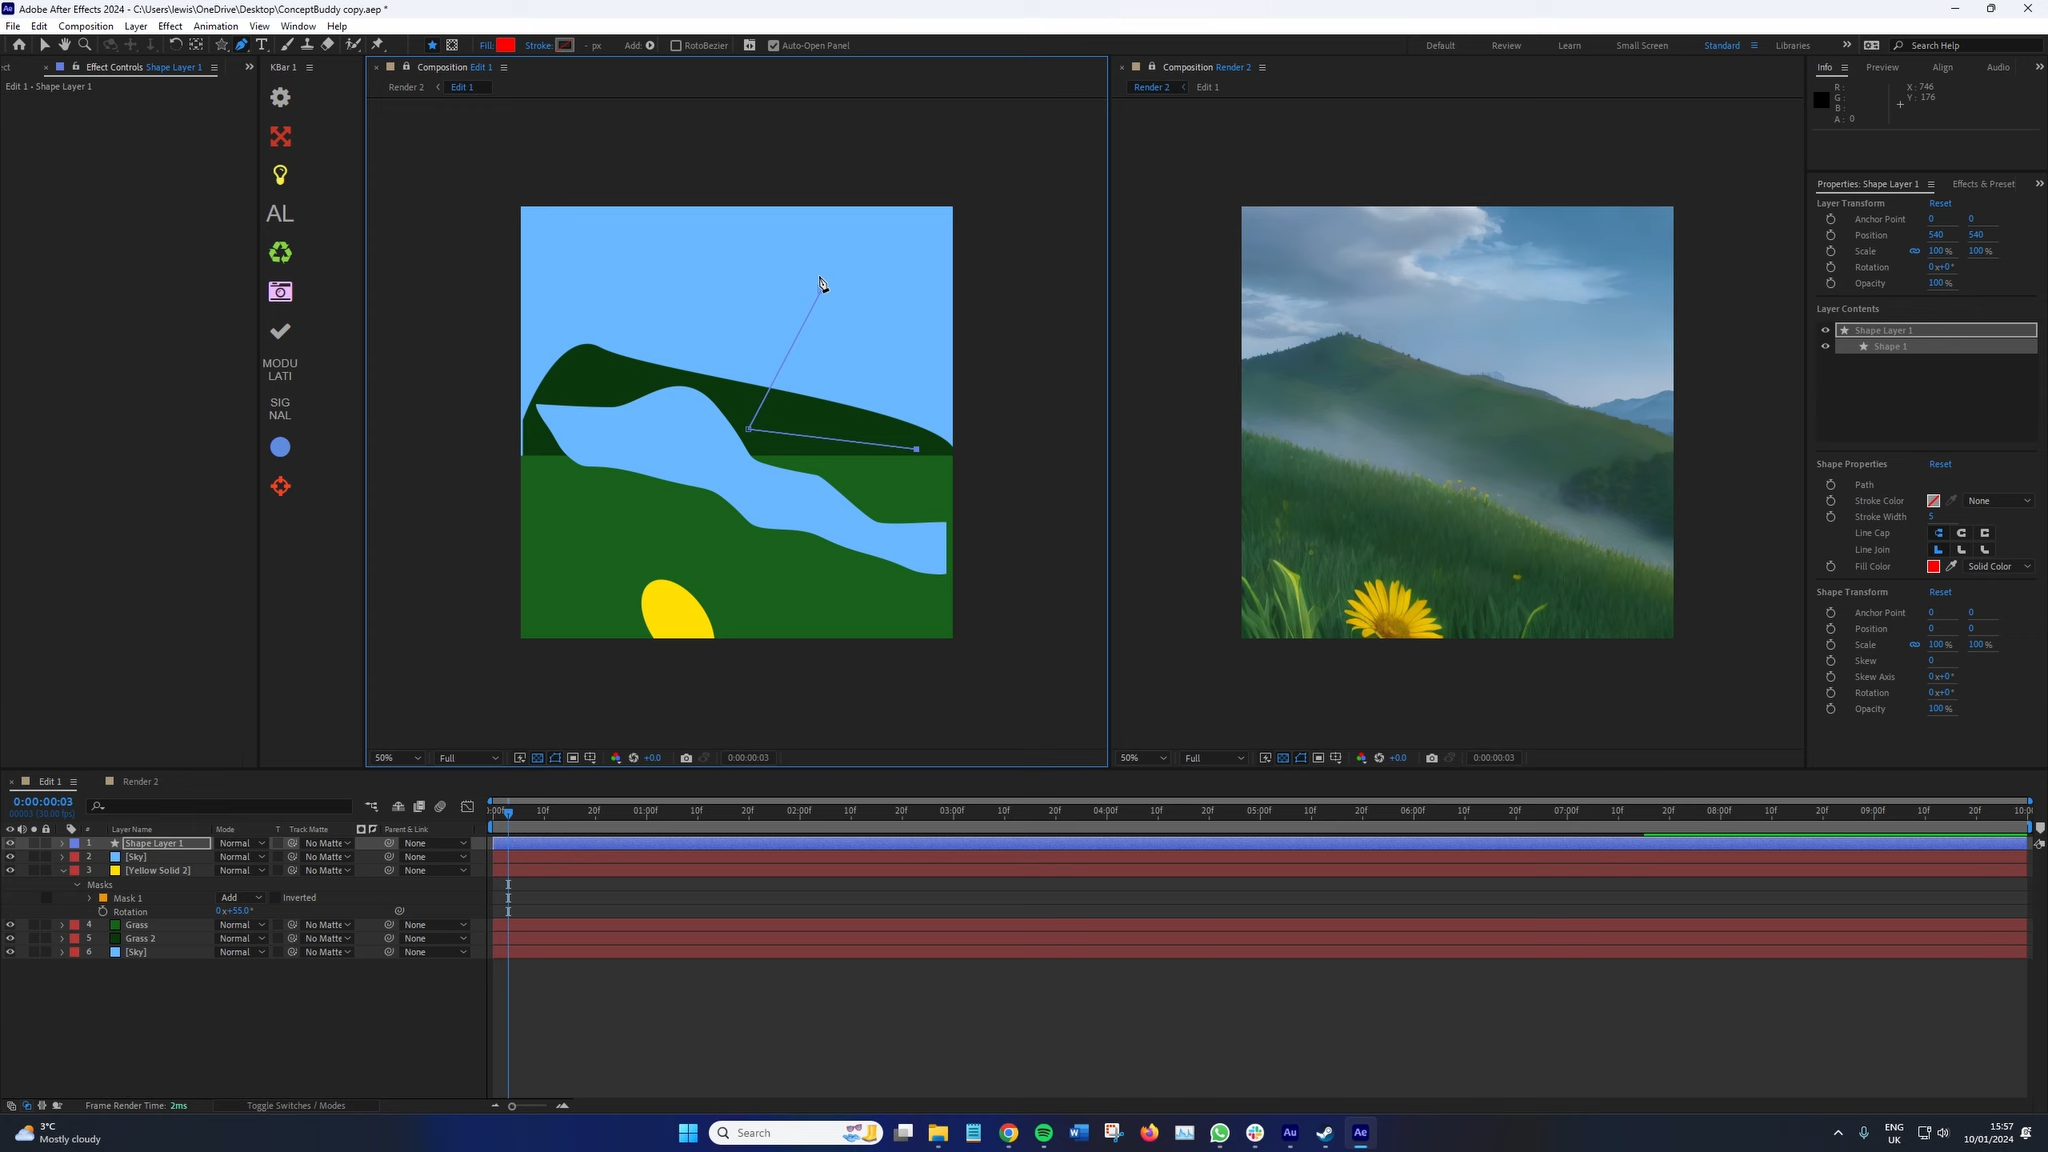 Adobe After Effects 2024 - C:\Users\lewis\OneDrive\Desktop\ConceptBuddy copy.aep *
File Edit Composition Layer Effect Animation View Window Help
Fill: Stroke: - px Add: RotoBezier Auto-Open Panel
Default Review Learn Small Screen Standard Libraries Search Help
Effect Controls Shape Layer 1
Edit 1 • Shape Layer 1
KBar 1
AL
MODU
LATI
SIG
NAL
Composition Edit 1
Render 2 Edit 1
Composition Render 2
Render 2 Edit 1
50% Full +0.0 0:00:00:03
50% Full +0.0 0:00:00:03
Info Preview Align Audio
R :
G :
B :
A : 0
X : 746
Y : 176
Properties: Shape Layer 1 Effects & Preset
Layer Transform Reset
Anchor Point 0 0
Position 540 540
Scale 100 % 100 %
Rotation 0x+0°
Opacity 100 %
Layer Contents
Shape Layer 1
Shape 1
Shape Properties Reset
Path
Stroke Color None
Stroke Width 5
Line Cap
Line Join
Fill Color Solid Color
Shape Transform Reset
Anchor Point 0 0
Position 0 0
Scale 100 % 100 %
Skew 0
Skew Axis 0x+0°
Rotation 0x+0°
Opacity 100 %
Edit 1 Render 2
0:00:00:03
00003 (30.00 fps)
# Layer Name Mode T Track Matte Parent & Link
:00f 10f 20f 01:00f 10f 20f 02:00f 10f 20f 03:00f 10f 20f 04:00f 10f 20f 05:00f 10f 20f 06:00f 10f 20f 07:00f 10f 20f 08:00f 10f 20f 09:00f 10f 20f 10:0
1 Shape Layer 1 Normal No Matte None
2 [Sky] Normal No Matte None
3 [Yellow Solid 2] Normal No Matte None
Masks
Mask 1 Add Inverted
Rotation 0x+55.0°
4 Grass Normal No Matte None
5 Grass 2 Normal No Matte None
6 [Sky] Normal No Matte None
Frame Render Time: 2ms Toggle Switches / Modes
3°C
Mostly cloudy
Search
ENG
UK
15:57
10/01/2024